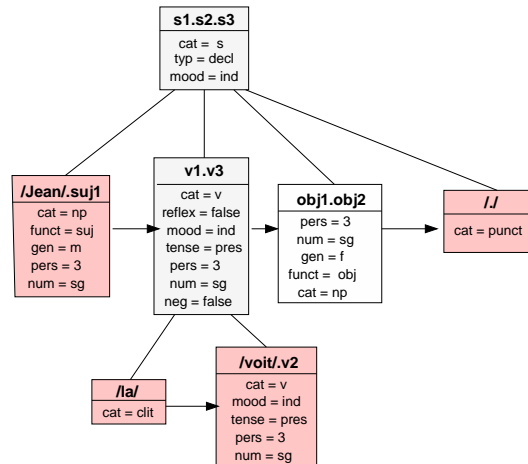 s1.s2.s3
cat = s
typ = decl
mood = ind
/Jean/.suj1
cat = np
funct = suj
gen = m
pers = 3
num = sg
v1.v3
cat = v
reflex = false
mood = ind
tense = pres
pers = 3
num = sg
neg = false
obj1.obj2
pers = 3
num = sg
gen = f
funct = obj
cat = np
/./
cat = punct
/la/
cat = clit
/voit/.v2
cat = v
mood = ind
tense = pres
pers = 3
num = sg